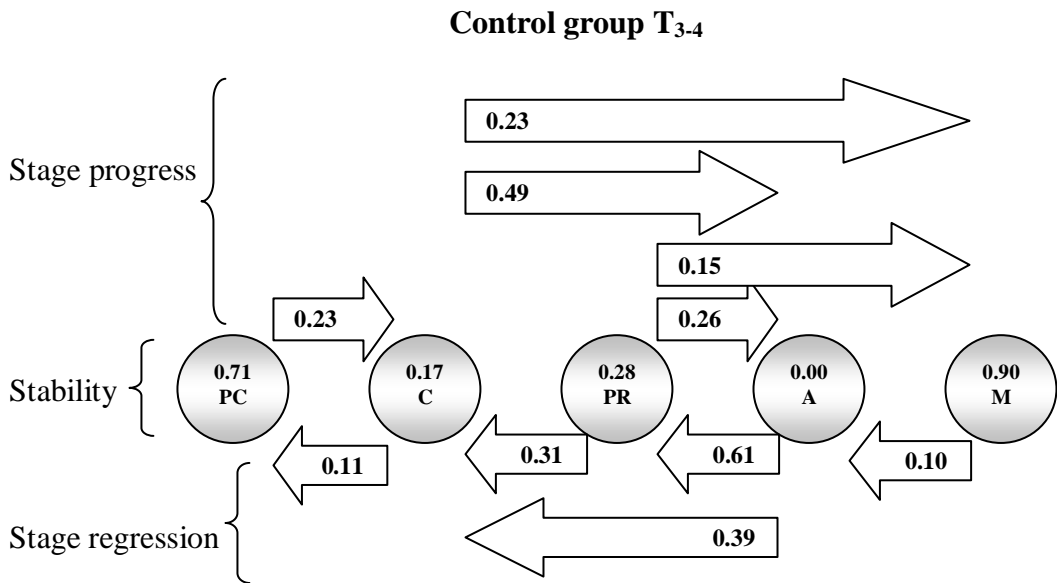 Control group T3-4
0.23
Stage progress
0.49
0.15
0.23
0.26
Stability
0.71
PC
0.17
C
0.28
PR
0.00
A
0.90
M
0.11
0.31
0.61
0.10
Stage regression
0.39